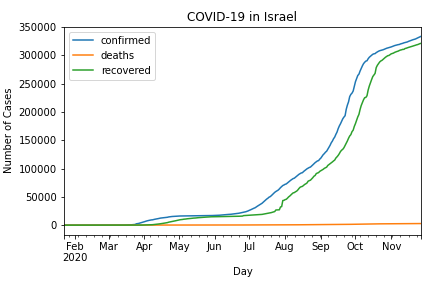 COVID-19 in Israel
confirmed
deaths
recovered
Number of Cases
350000
300000
250000
200000
150000
100000
50000
0
Feb Mar Apr May Jun Jul Aug Sep Oct Nov
2020
Day